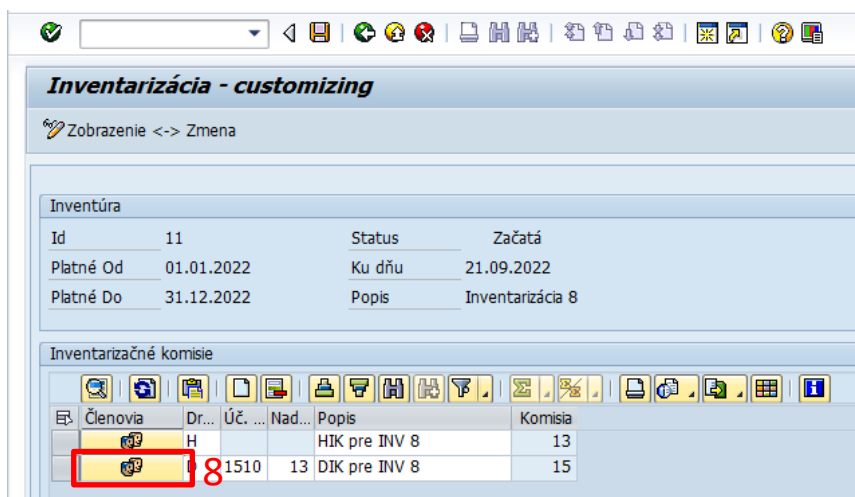 Inventarizácia - customizing
Zobrazenie <-> Zmena
Inventúra
Id 11 Status Začatá
Platné Od 01.01.2022 Ku dňu 21.09.2022
Platné Do 31.12.2022 Popis Inventarizácia 8
Inventarizačné komisie
Členovia Dr... Úč. ... Nad... Popis Komisia
H HIK pre INV 8 13
D 8 1510 13 DIK pre INV 8 15